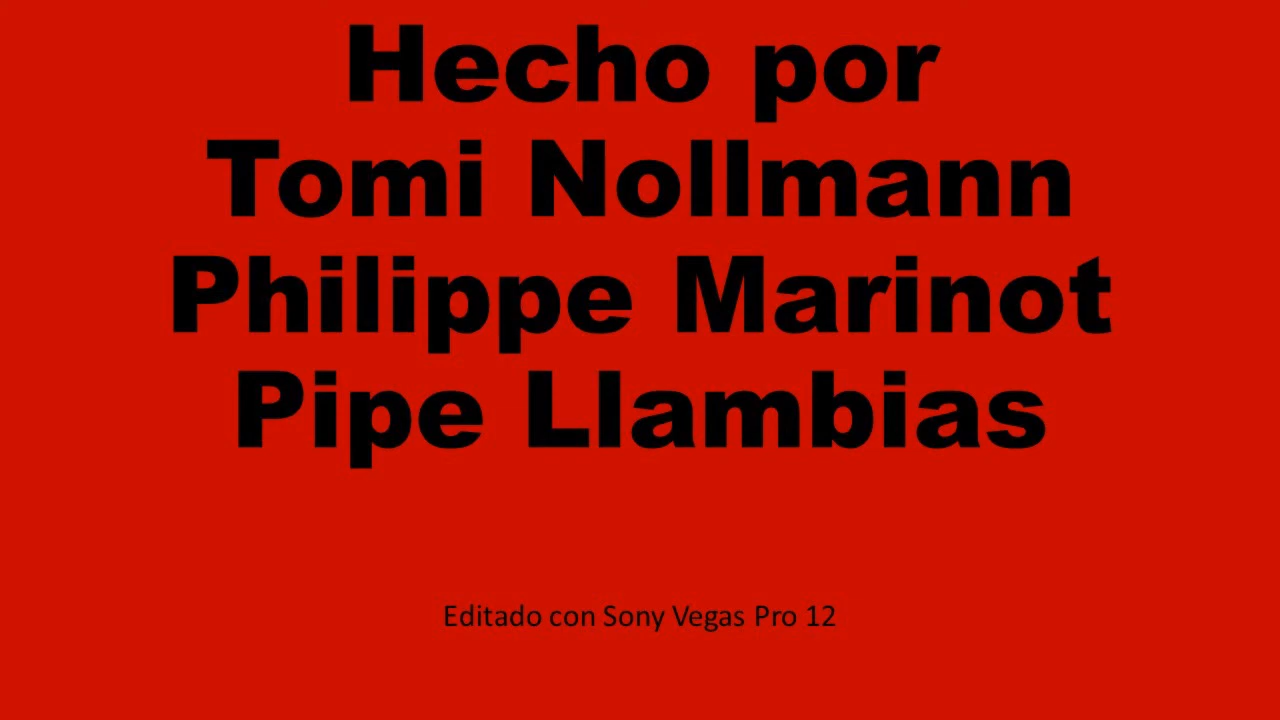 Hecho por
Tomi Nollmann
Philippe Marinot
Pipe Llambias
Editado con Sony Vegas Pro 12